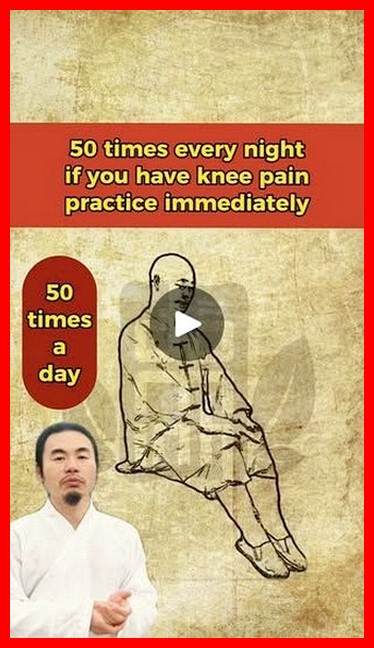 50 times every night
if you have knee pain
practice immediately
50
times
a
day